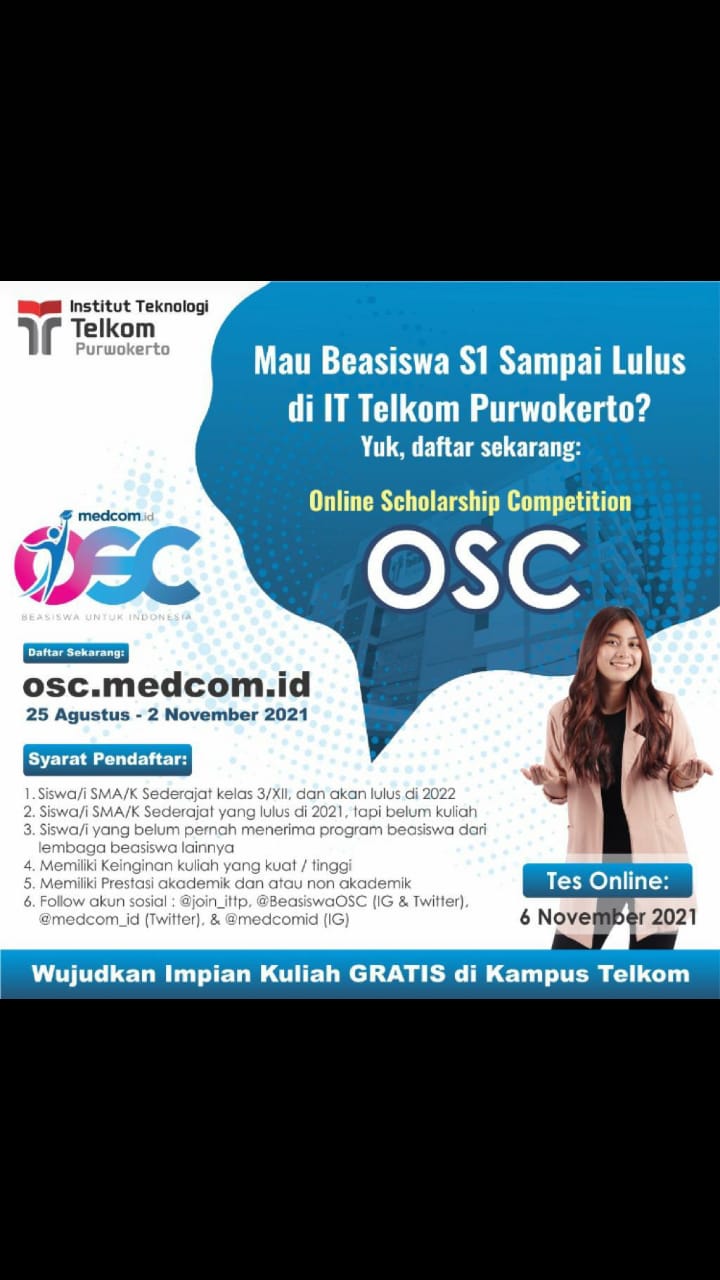 Institut Teknologi
Telkom
Purwokerto
Mau Beasiswa S1 Sampai Lulus
di IT Telkom Purwokerto?
Yuk, daftar sekarang:
Online Scholarship Competition
OSC
medcom.id
OSC
BEASISWA UNTUK INDONESIA
Daftar Sekarang:
osc.medcom.id
25 Agustus - 2 November 2021
Syarat Pendaftar:
1. Siswa/i SMA/K Sederajat kelas 3/XII, dan akan lulus di 2022
2. Siswa/i SMA/K Sederajat yang lulus di 2021, tapi belum kuliah
3. Siswa/i yang belum pernah menerima program beasiswa dari
lembaga beasiswa lainnya
4. Memiliki Keinginan kuliah yang kuat / tinggi
5. Memiliki Prestasi akademik dan atau non akademik
6. Follow akun sosial : @join_ittp, @BeasiswaOSC (IG & Twitter),
@medcom_id (Twitter), & @medcomid (IG)
Tes Online:
6 November 2021
Wujudkan Impian Kuliah GRATIS di Kampus Telkom